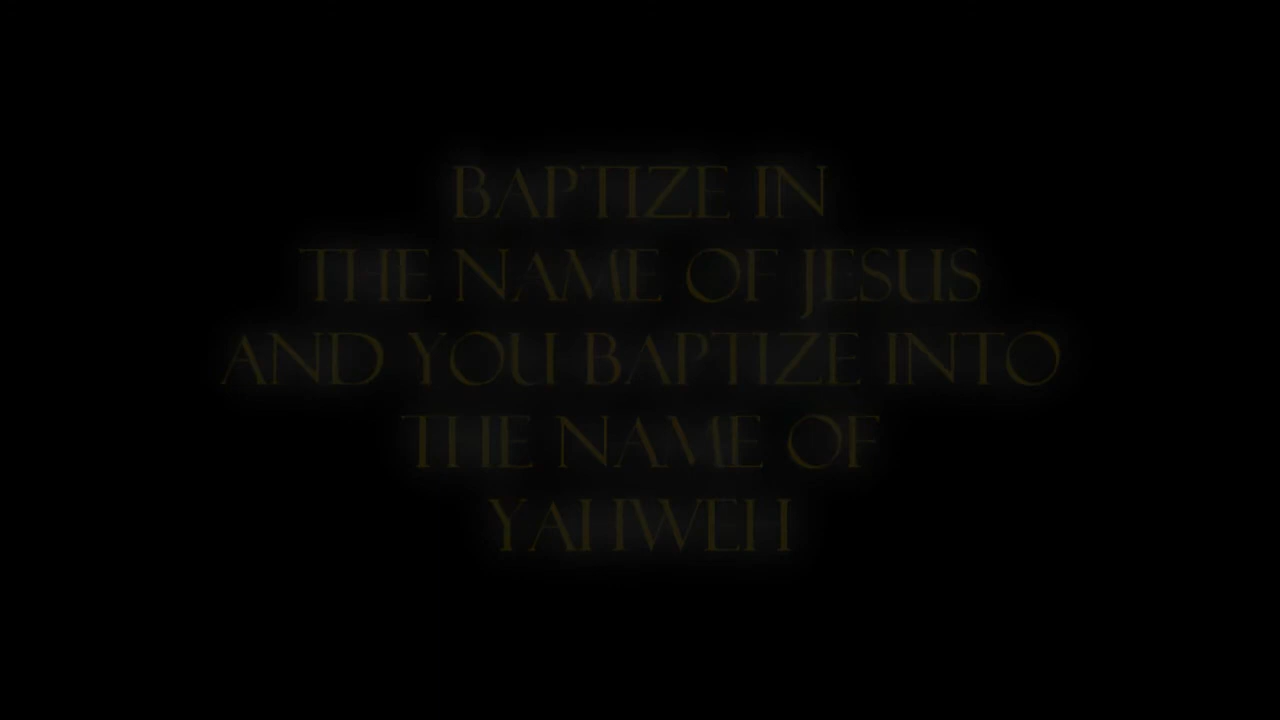 BAPTIZE IN
THE NAME OF JESUS
AND YOU BAPTIZE INTO
THE NAME OF
YAHWEH